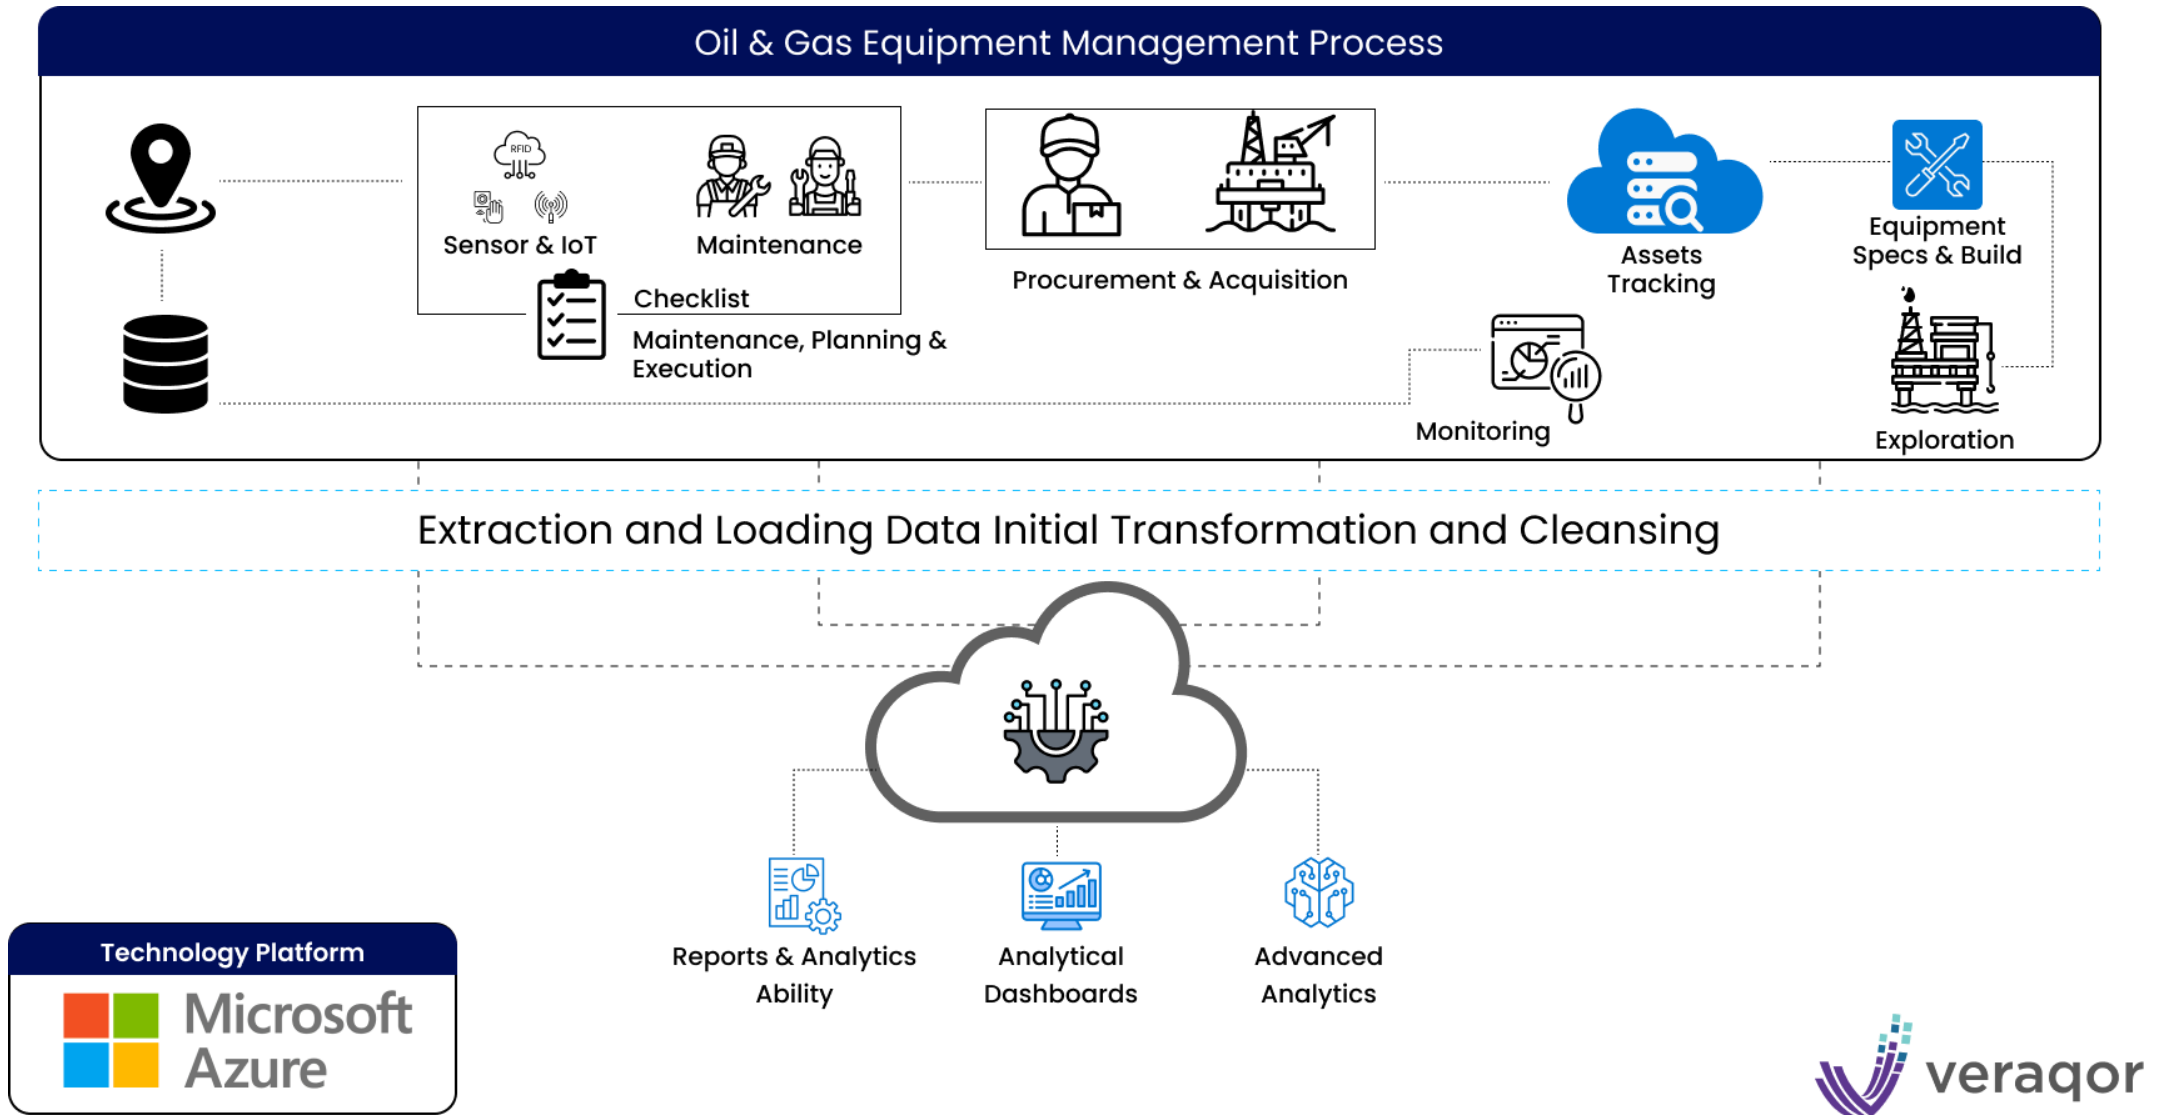 Oil & Gas Equipment Management Process
RFID
Sensor & IoT
Maintenance
Checklist
Maintenance, Planning &
Execution
Procurement & Acquisition
Assets
Tracking
Equipment
Specs & Build
Monitoring
Exploration
Extraction and Loading Data Initial Transformation and Cleansing
Reports & Analytics
Ability
Analytical
Dashboards
Advanced
Analytics
Technology Platform
Microsoft
Azure
veraqor